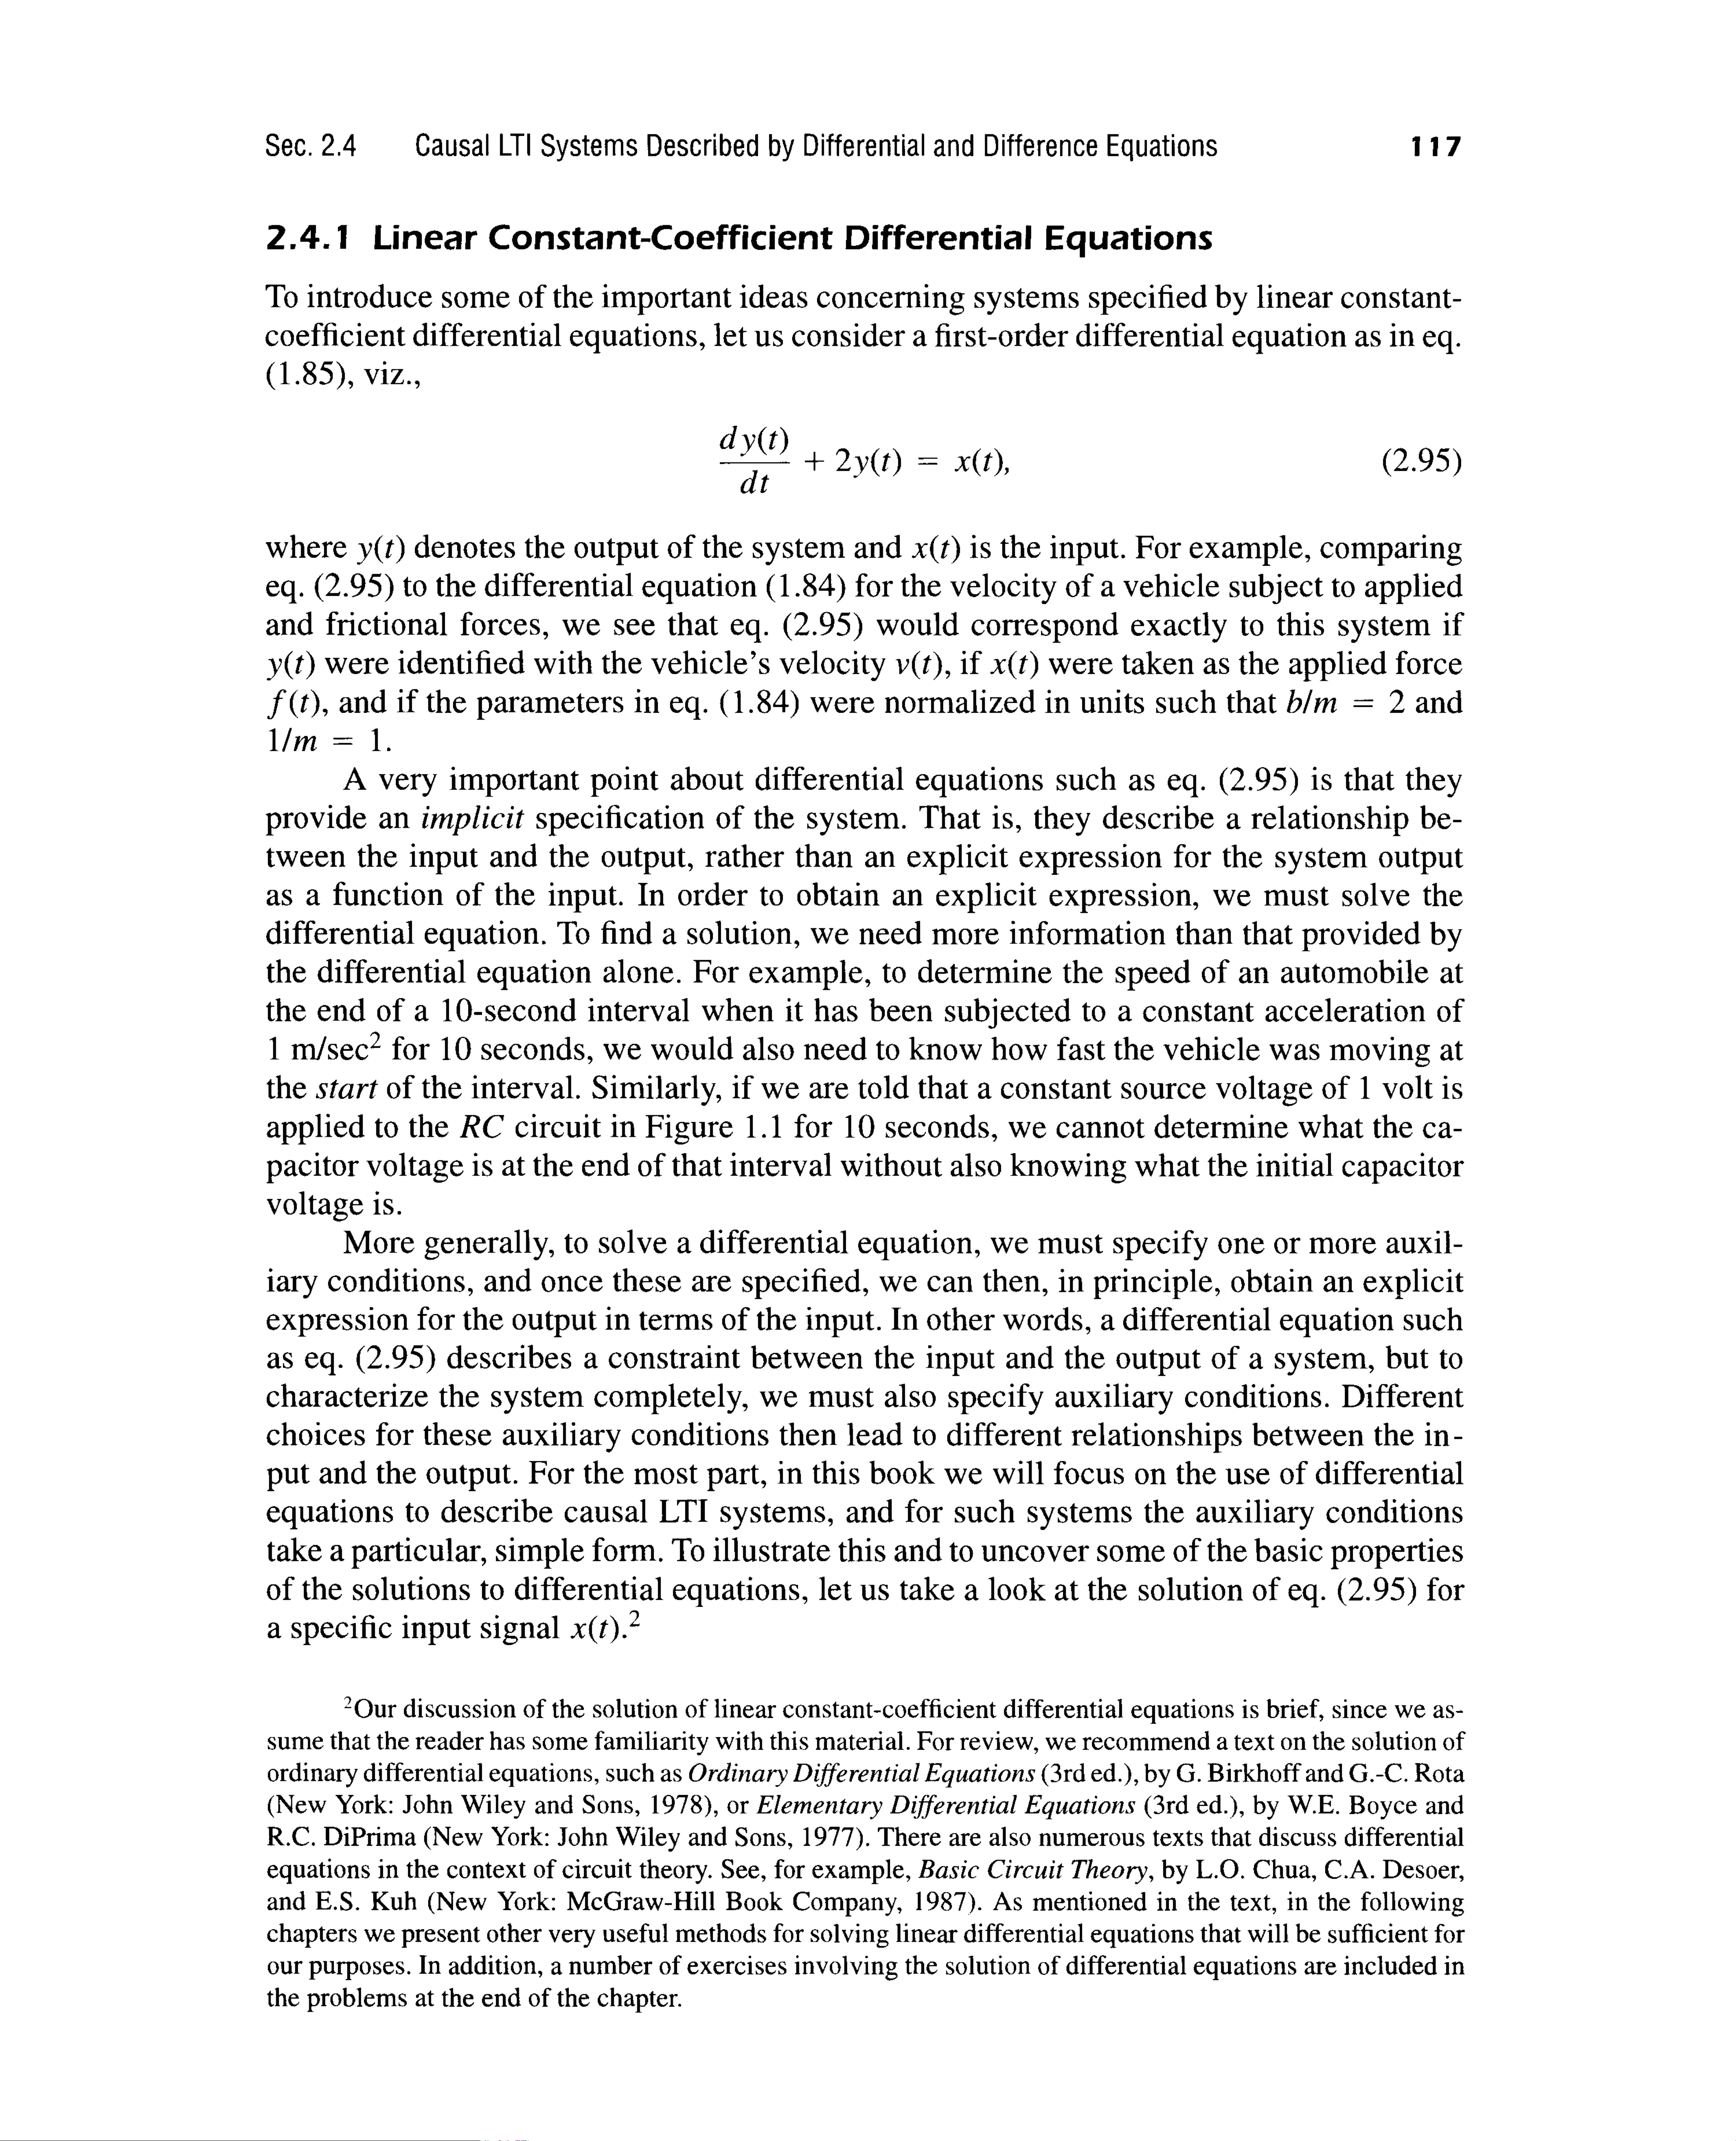 Sec. 2.4 Causal LTI Systems Described by Differential and Difference Equations 117
2.4.1 Linear Constant-Coefficient Differential Equations
To introduce some of the important ideas concerning systems specified by linear constant-
coefficient differential equations, let us consider a first-order differential equation as in eq.
(1.85), viz.,
dy(t)/dt + 2y(t) = x(t), (2.95)
where y(t) denotes the output of the system and x(t) is the input. For example, comparing
eq. (2.95) to the differential equation (1.84) for the velocity of a vehicle subject to applied
and frictional forces, we see that eq. (2.95) would correspond exactly to this system if
y(t) were identified with the vehicle's velocity v(t), if x(t) were taken as the applied force
f(t), and if the parameters in eq. (1.84) were normalized in units such that b/m = 2 and
1/m = 1.
A very important point about differential equations such as eq. (2.95) is that they
provide an implicit specification of the system. That is, they describe a relationship be-
tween the input and the output, rather than an explicit expression for the system output
as a function of the input. In order to obtain an explicit expression, we must solve the
differential equation. To find a solution, we need more information than that provided by
the differential equation alone. For example, to determine the speed of an automobile at
the end of a 10-second interval when it has been subjected to a constant acceleration of
1 m/sec² for 10 seconds, we would also need to know how fast the vehicle was moving at
the start of the interval. Similarly, if we are told that a constant source voltage of 1 volt is
applied to the RC circuit in Figure 1.1 for 10 seconds, we cannot determine what the ca-
pacitor voltage is at the end of that interval without also knowing what the initial capacitor
voltage is.
More generally, to solve a differential equation, we must specify one or more auxil-
iary conditions, and once these are specified, we can then, in principle, obtain an explicit
expression for the output in terms of the input. In other words, a differential equation such
as eq. (2.95) describes a constraint between the input and the output of a system, but to
characterize the system completely, we must also specify auxiliary conditions. Different
choices for these auxiliary conditions then lead to different relationships between the in-
put and the output. For the most part, in this book we will focus on the use of differential
equations to describe causal LTI systems, and for such systems the auxiliary conditions
take a particular, simple form. To illustrate this and to uncover some of the basic properties
of the solutions to differential equations, let us take a look at the solution of eq. (2.95) for
a specific input signal x(t).²
²Our discussion of the solution of linear constant-coefficient differential equations is brief, since we as-
sume that the reader has some familiarity with this material. For review, we recommend a text on the solution of
ordinary differential equations, such as Ordinary Differential Equations (3rd ed.), by G. Birkhoff and G.-C. Rota
(New York: John Wiley and Sons, 1978), or Elementary Differential Equations (3rd ed.), by W.E. Boyce and
R.C. DiPrima (New York: John Wiley and Sons, 1977). There are also numerous texts that discuss differential
equations in the context of circuit theory. See, for example, Basic Circuit Theory, by L.O. Chua, C.A. Desoer,
and E.S. Kuh (New York: McGraw-Hill Book Company, 1987). As mentioned in the text, in the following
chapters we present other very useful methods for solving linear differential equations that will be sufficient for
our purposes. In addition, a number of exercises involving the solution of differential equations are included in
the problems at the end of the chapter.